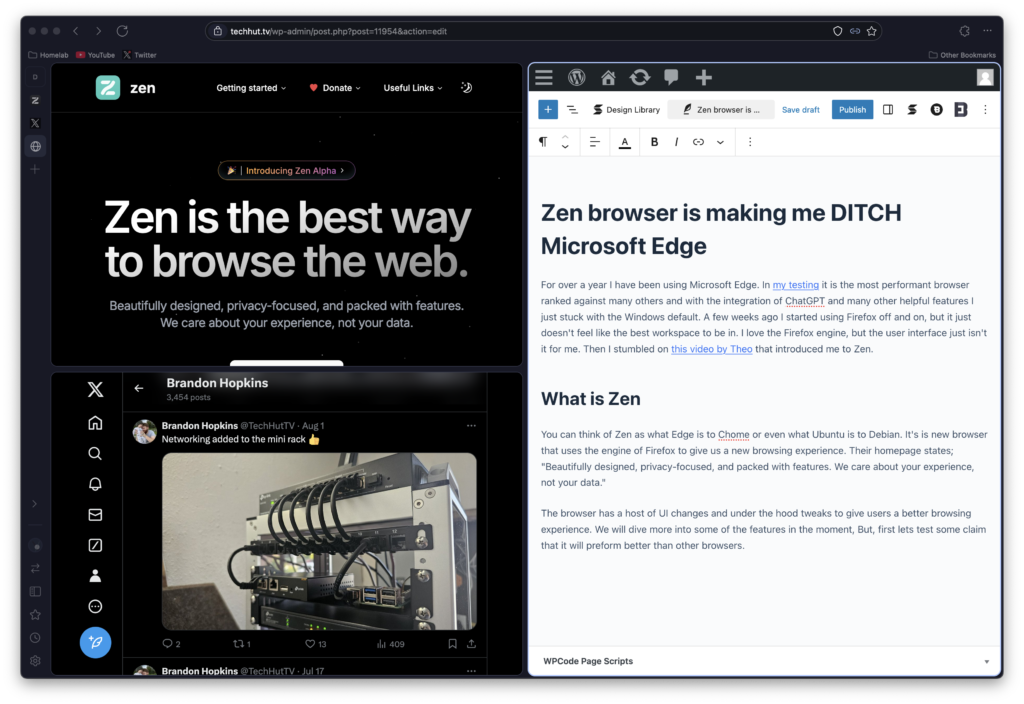 techhut.tv/wp-admin/post.php?post=11954&action=edit
Homelab YouTube Twitter Other Bookmarks
D
zen Getting started Donate Useful Links
| Introducing Zen Alpha
Zen is the best way
to browse the web.
Beautifully designed, privacy-focused, and packed with features.
We care about your experience, not your data.
Brandon Hopkins
3,454 posts
Brandon Hopkins @TechHutTV · Aug 1
Networking added to the mini rack 👍
2 1 13 409
Brandon Hopkins @TechHutTV · Jul 17
Design Library Zen browser is ... Save draft Publish
A B I
Zen browser is making me DITCH
Microsoft Edge
For over a year I have been using Microsoft Edge. In my testing it is the most performant browser
ranked against many others and with the integration of ChatGPT and many other helpful features I
just stuck with the Windows default. A few weeks ago I started using Firefox off and on, but it just
doesn't feel like the best workspace to be in. I love the Firefox engine, but the user interface just isn't
it for me. Then I stumbled on this video by Theo that introduced me to Zen.
What is Zen
You can think of Zen as what Edge is to Chome or even what Ubuntu is to Debian. It's is new browser
that uses the engine of Firefox to give us a new browsing experience. Their homepage states;
"Beautifully designed, privacy-focused, and packed with features. We care about your experience,
not your data."
The browser has a host of UI changes and under the hood tweaks to give users a better browsing
experience. We will dive more into some of the features in the moment, But, first lets test some claim
that it will preform better than other browsers.
WPCode Page Scripts